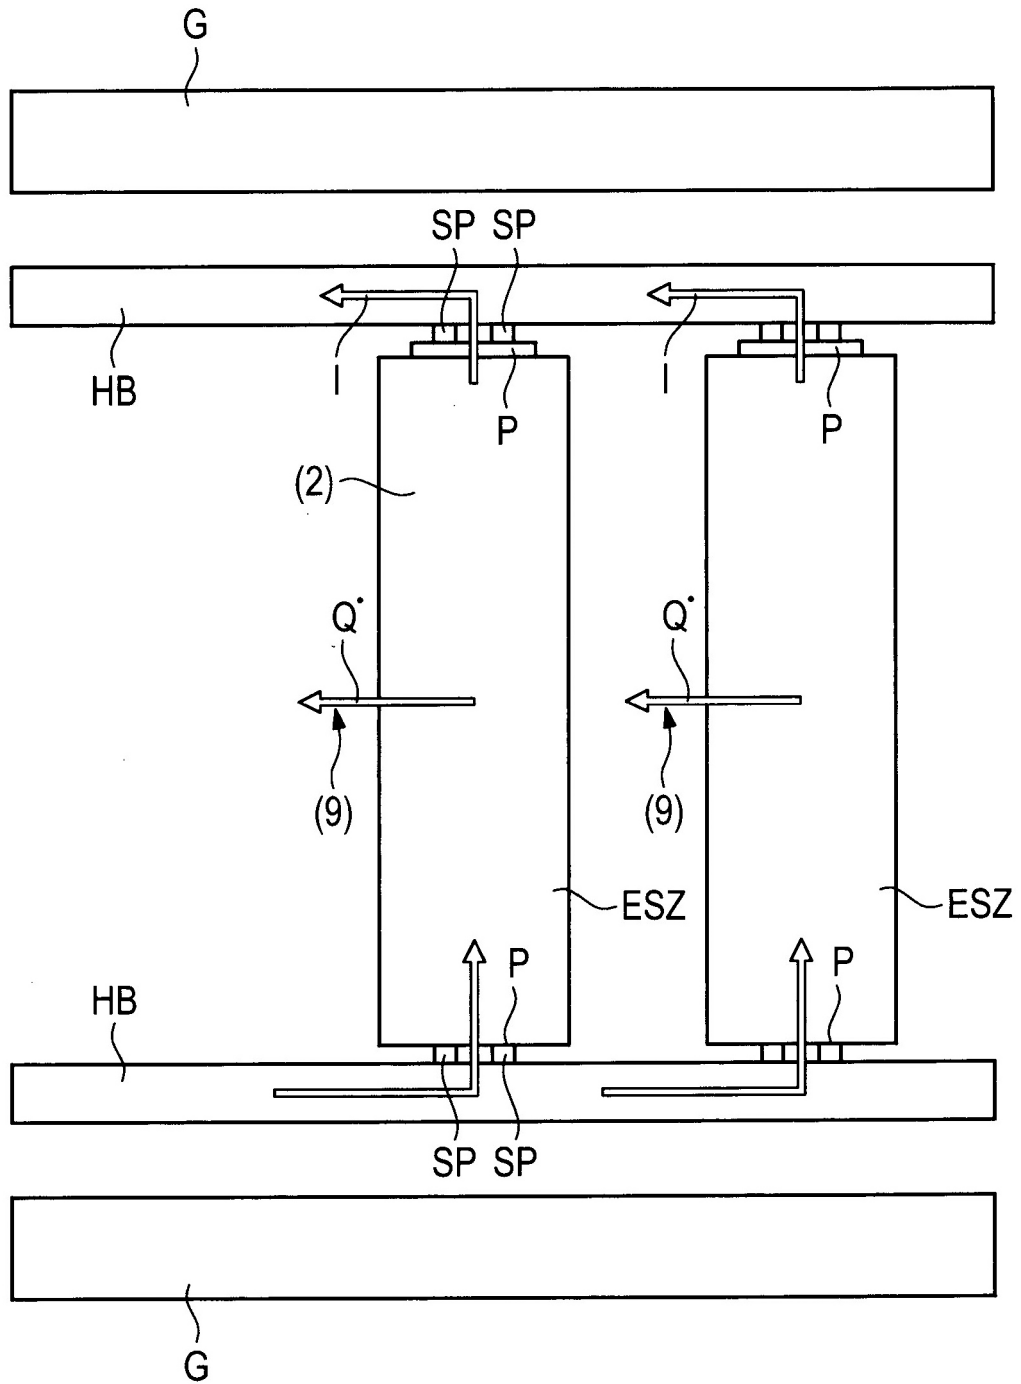 G
SP SP
HB I I
P P
(2)
Q• Q•
(9) (9)
ESZ ESZ
P P
HB
SP SP
G